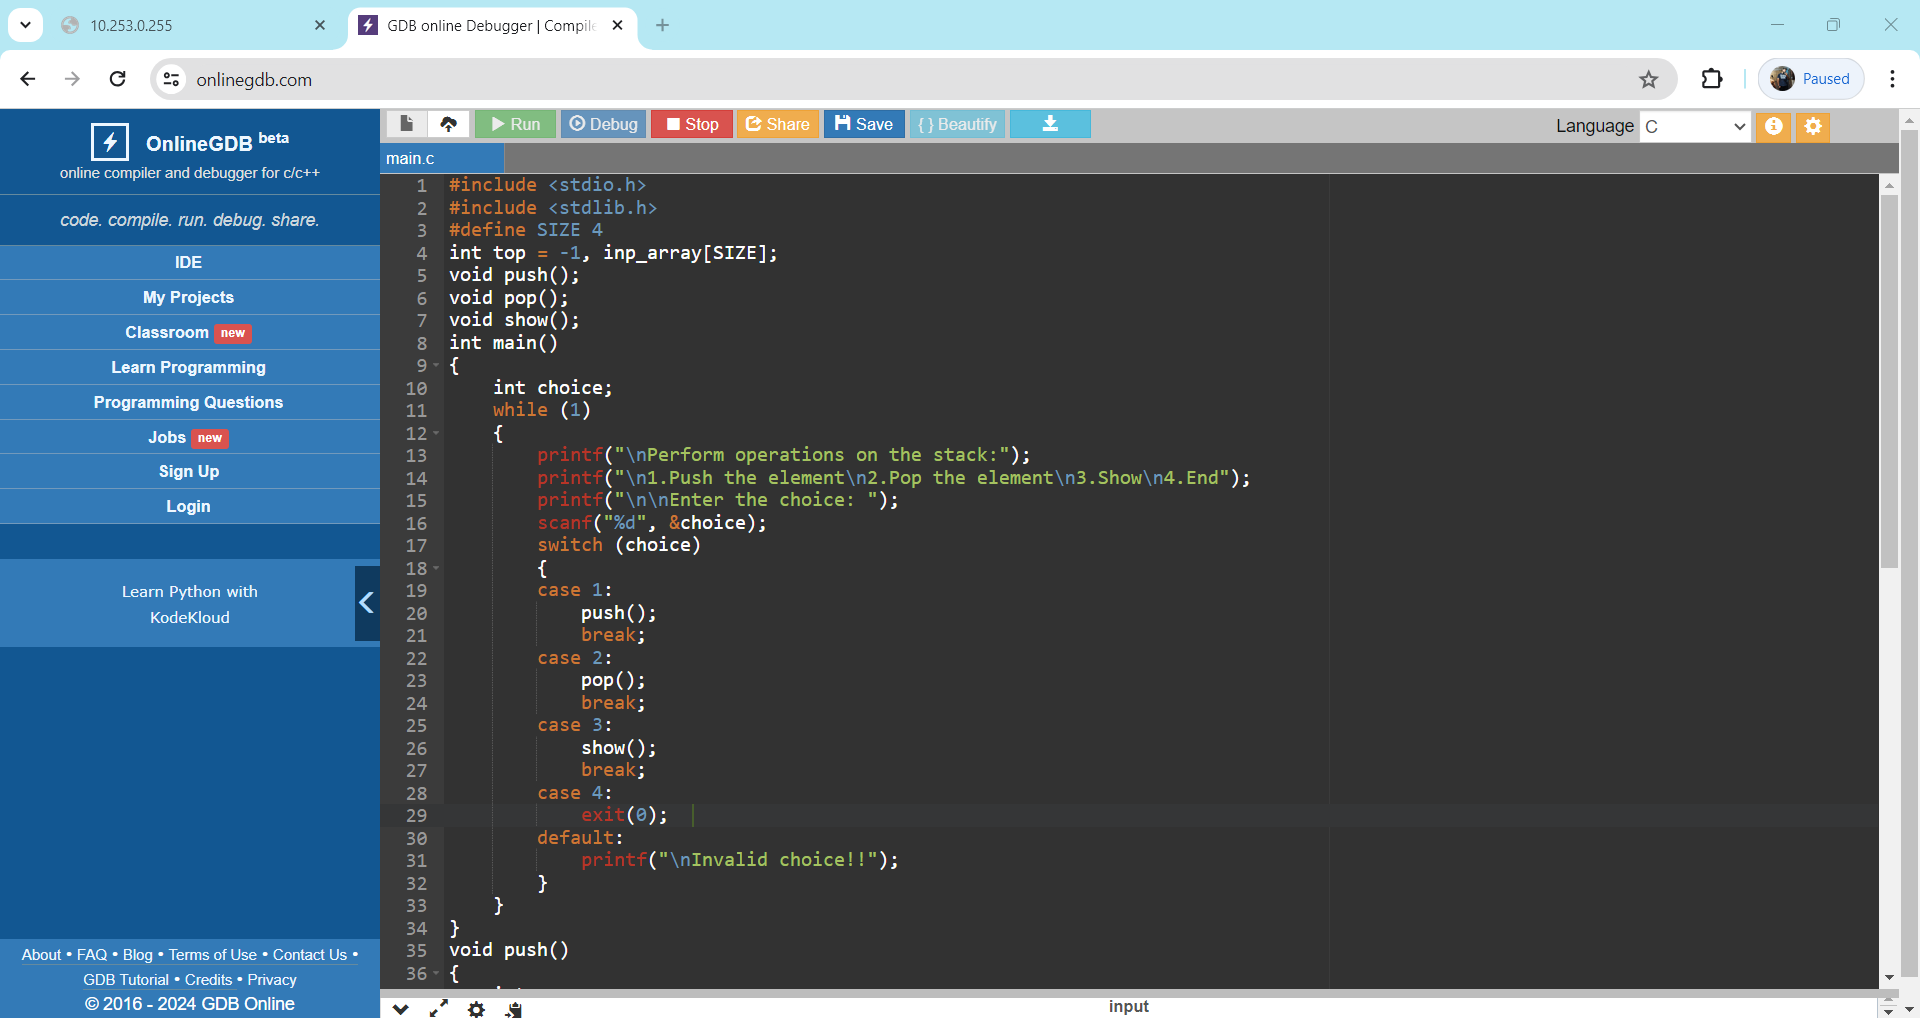 10.253.0.255
GDB online Debugger | Compile
onlinegdb.com
Paused
OnlineGDB beta
online compiler and debugger for c/c++
code. compile. run. debug. share.
IDE
My Projects
Classroom new
Learn Programming
Programming Questions
Jobs new
Sign Up
Login
Learn Python with
KodeKloud
About • FAQ • Blog • Terms of Use • Contact Us •
GDB Tutorial • Credits • Privacy
© 2016 - 2024 GDB Online
Run Debug Stop Share Save { } Beautify
Language C
main.c
1 #include <stdio.h>
2 #include <stdlib.h>
3 #define SIZE 4
4 int top = -1, inp_array[SIZE];
5 void push();
6 void pop();
7 void show();
8 int main()
9 {
10 int choice;
11 while (1)
12 {
13 printf("\nPerform operations on the stack:");
14 printf("\n1.Push the element\n2.Pop the element\n3.Show\n4.End");
15 printf("\n\nEnter the choice: ");
16 scanf("%d", &choice);
17 switch (choice)
18 {
19 case 1:
20 push();
21 break;
22 case 2:
23 pop();
24 break;
25 case 3:
26 show();
27 break;
28 case 4:
29 exit(0);
30 default:
31 printf("\nInvalid choice!!");
32 }
33 }
34 }
35 void push()
36 {
input